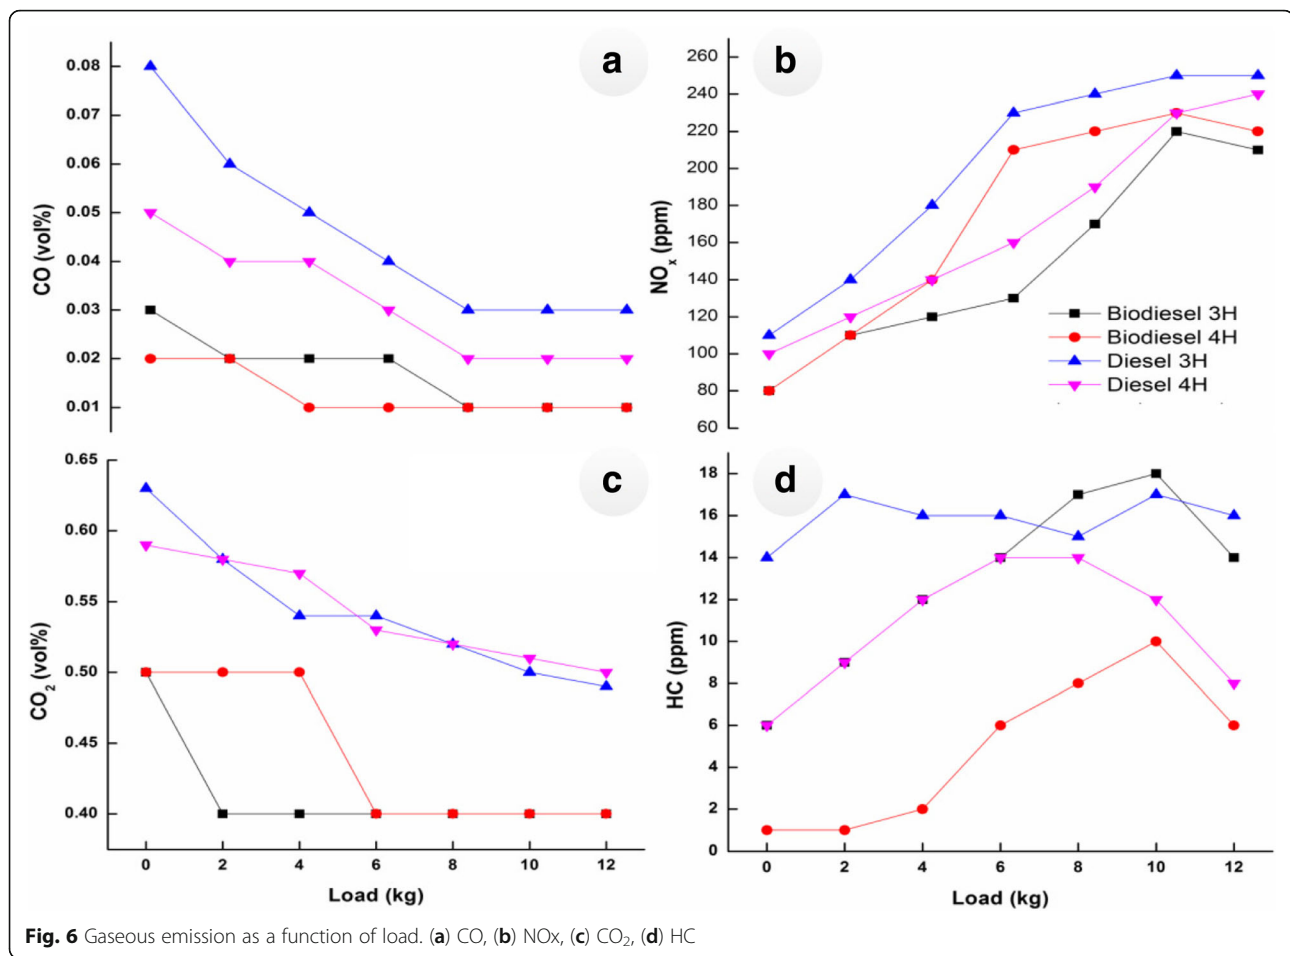 a
0.08
0.07
0.06
0.05
0.04
0.03
0.02
0.01
CO (vol%)
b
260
240
220
200
180
160
140
120
100
80
60
NOx (ppm)
Biodiesel 3H
Biodiesel 4H
Diesel 3H
Diesel 4H
c
0.65
0.60
0.55
0.50
0.45
0.40
CO2 (vol%)
0 2 4 6 8 10 12
Load (kg)
d
18
16
14
12
10
8
6
4
2
0
HC (ppm)
0 2 4 6 8 10 12
Load (kg)
Fig. 6 Gaseous emission as a function of load. (a) CO, (b) NOx, (c) CO2, (d) HC